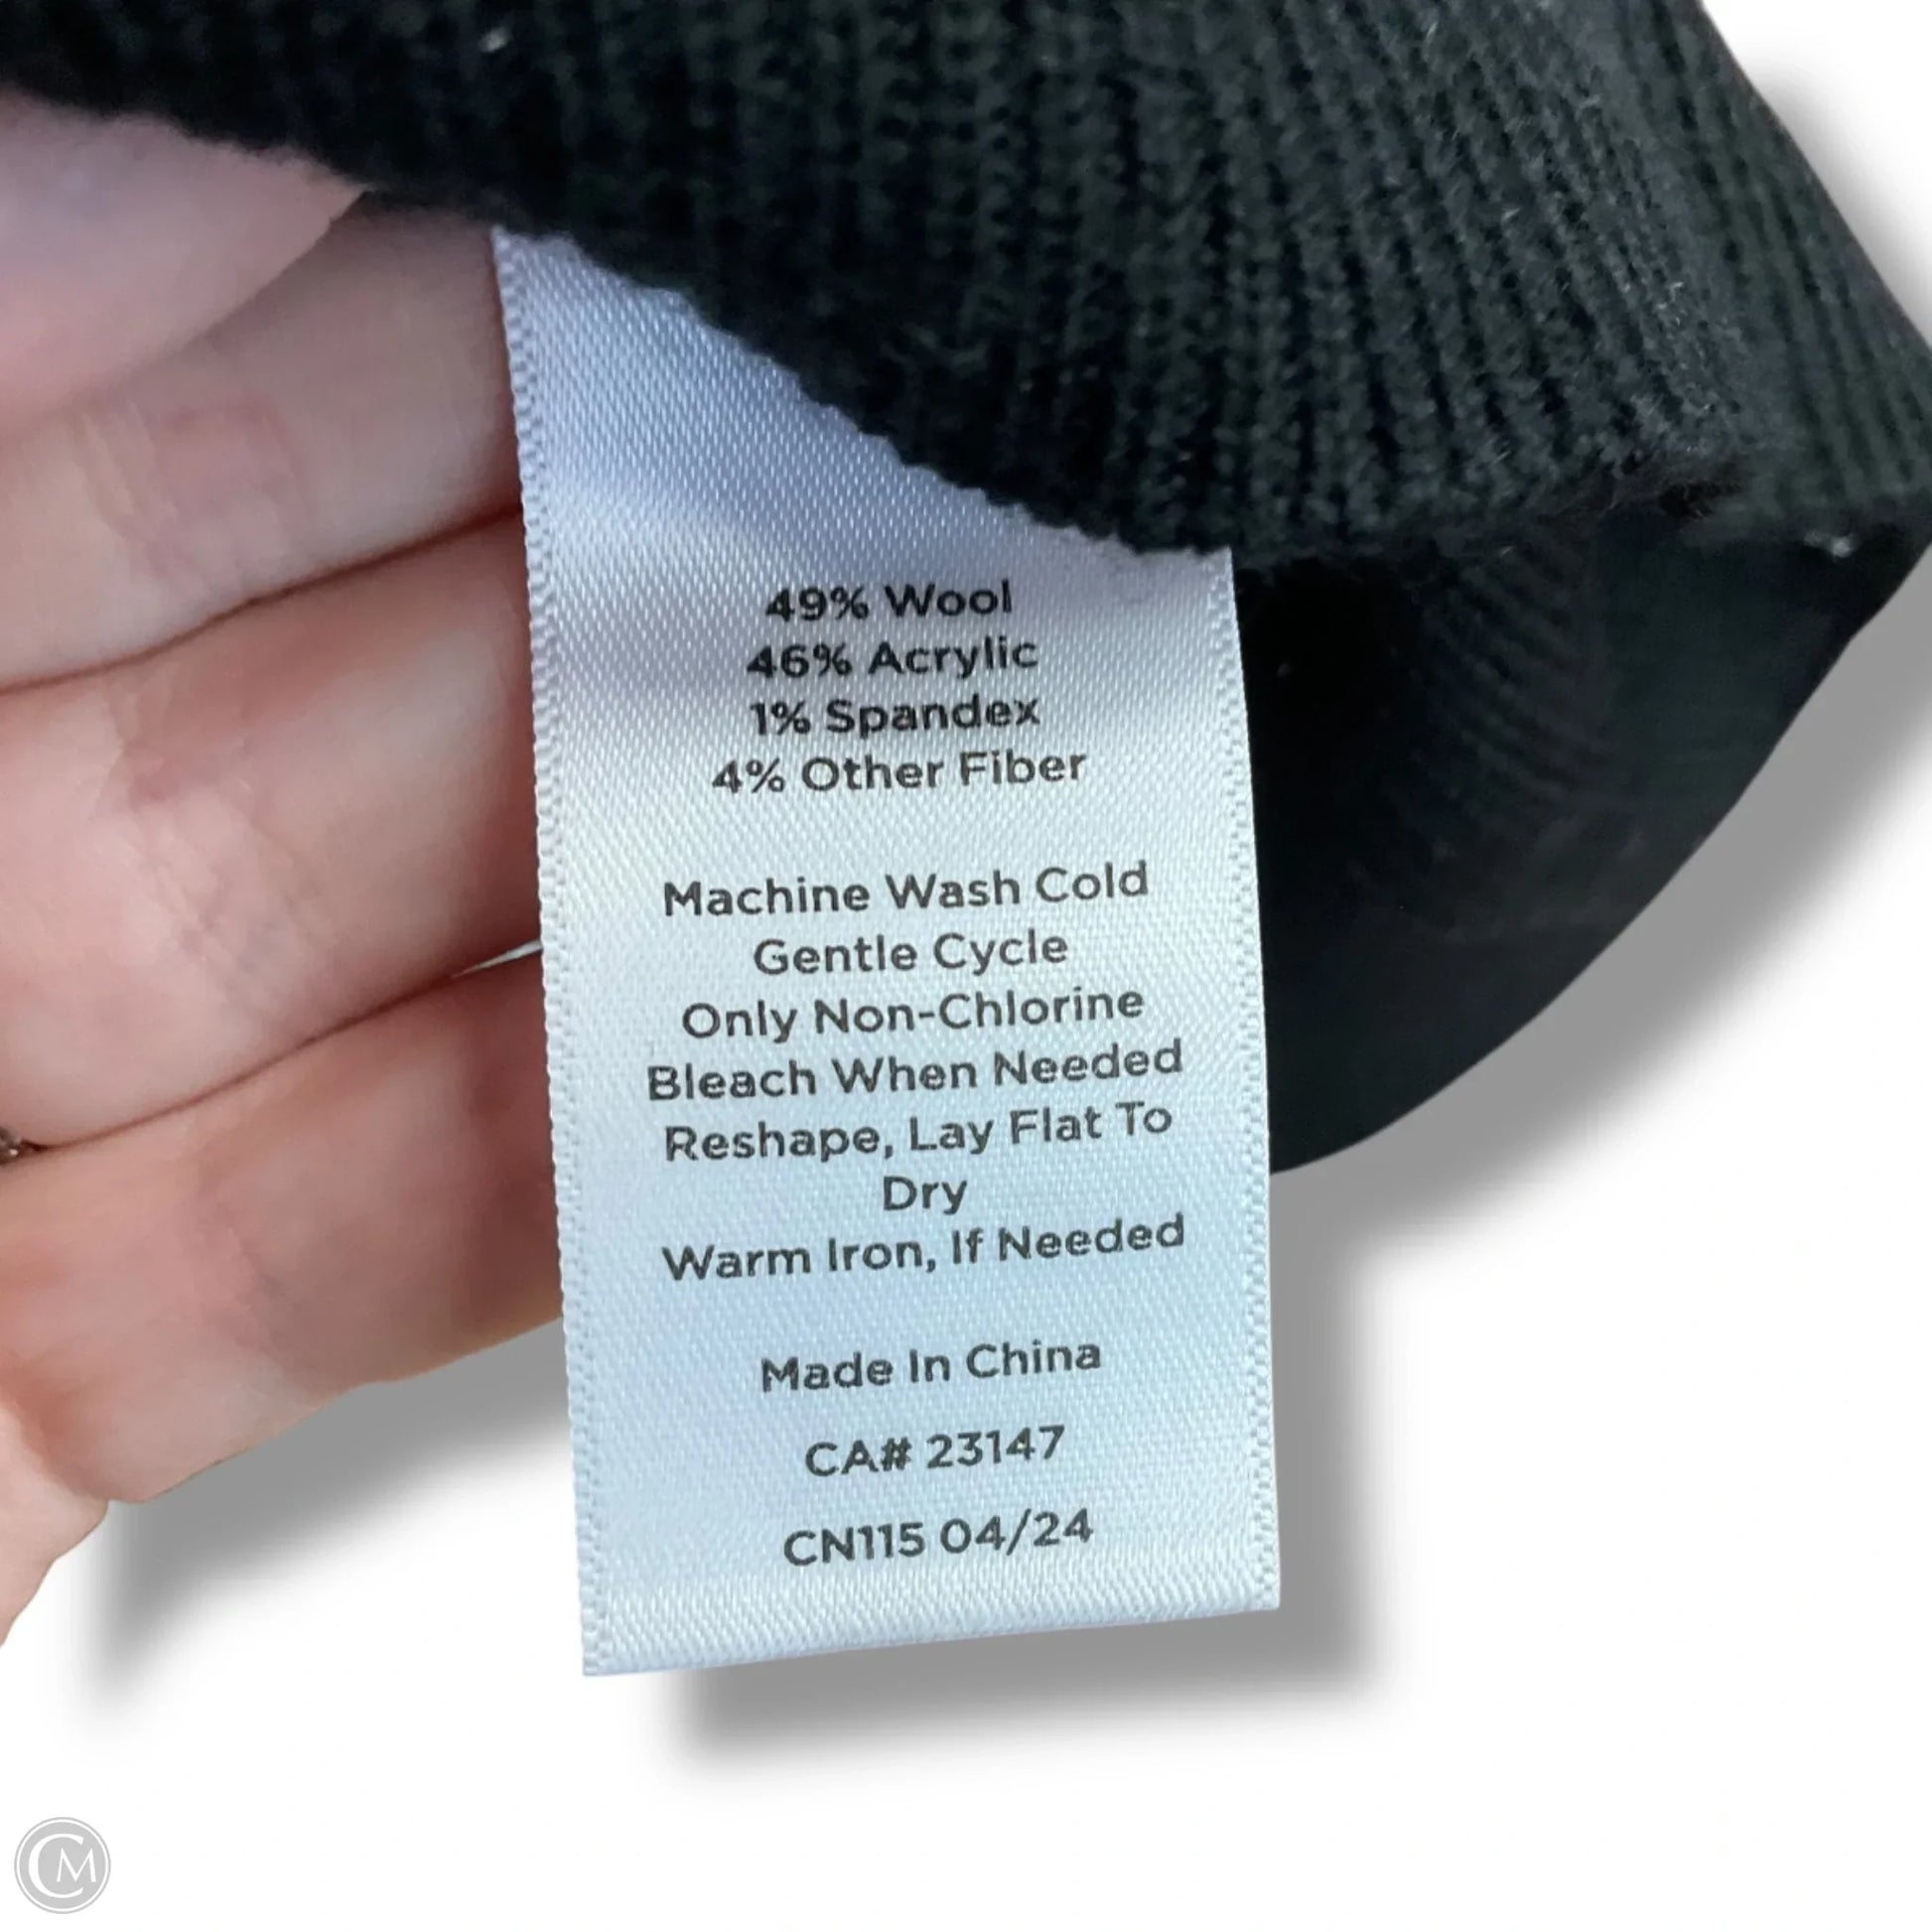 49% Wool
46% Acrylic
1% Spandex
4% Other Fiber
Machine Wash Cold
Gentle Cycle
Only Non-Chlorine
Bleach When Needed
Reshape, Lay Flat To
Dry
Warm Iron, If Needed
Made In China
CA# 23147
CN115 04/24
CM